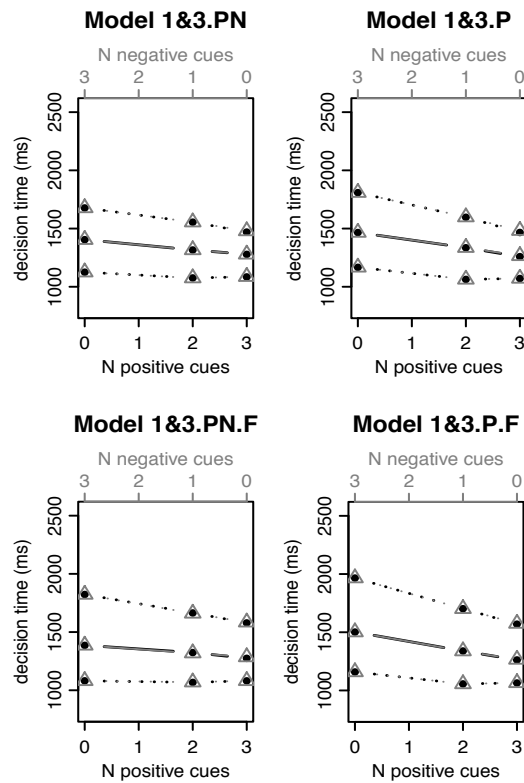 Model 1&3.PN
N negative cues
3 2 1 0
decision time (ms)
2500
2000
1500
1000
0 1 2 3
N positive cues
Model 1&3.P
N negative cues
3 2 1 0
decision time (ms)
2500
2000
1500
1000
0 1 2 3
N positive cues
Model 1&3.PN.F
N negative cues
3 2 1 0
decision time (ms)
2500
2000
1500
1000
0 1 2 3
N positive cues
Model 1&3.P.F
N negative cues
3 2 1 0
decision time (ms)
2500
2000
1500
1000
0 1 2 3
N positive cues